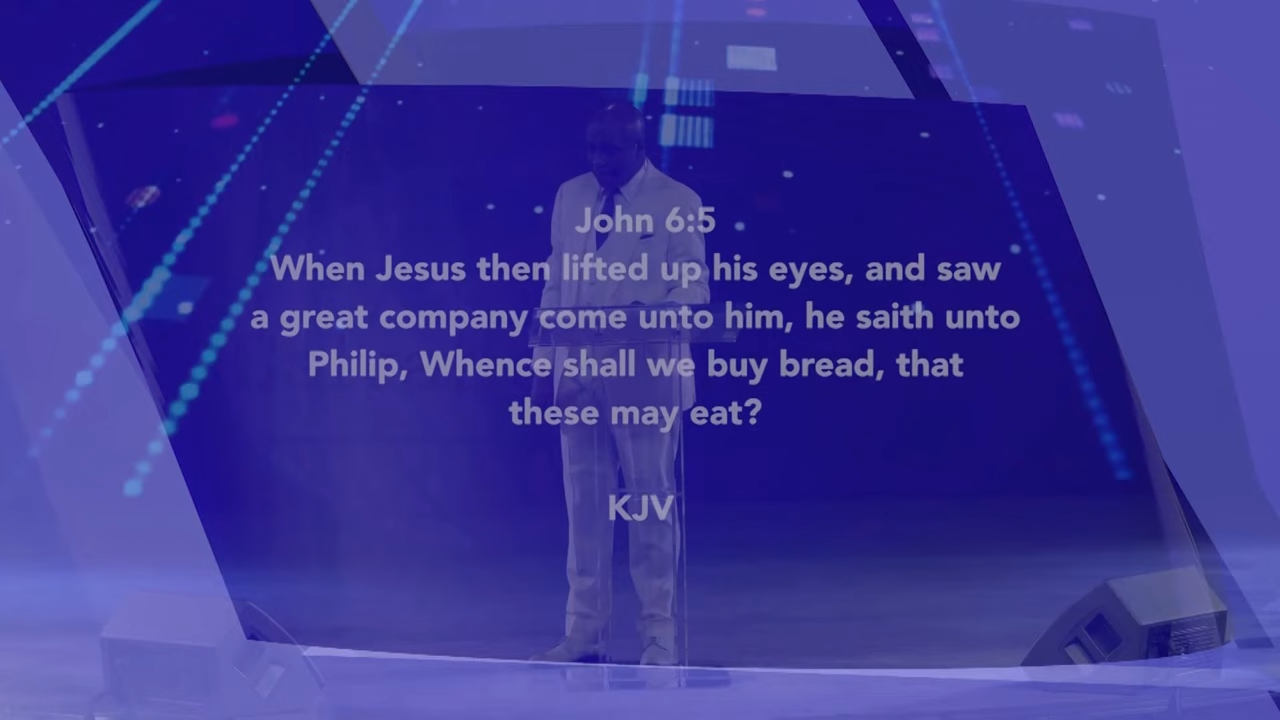 John 6:5
When Jesus then lifted up his eyes, and saw
a great company come unto him, he saith unto
Philip, Whence shall we buy bread, that
these may eat?
KJV